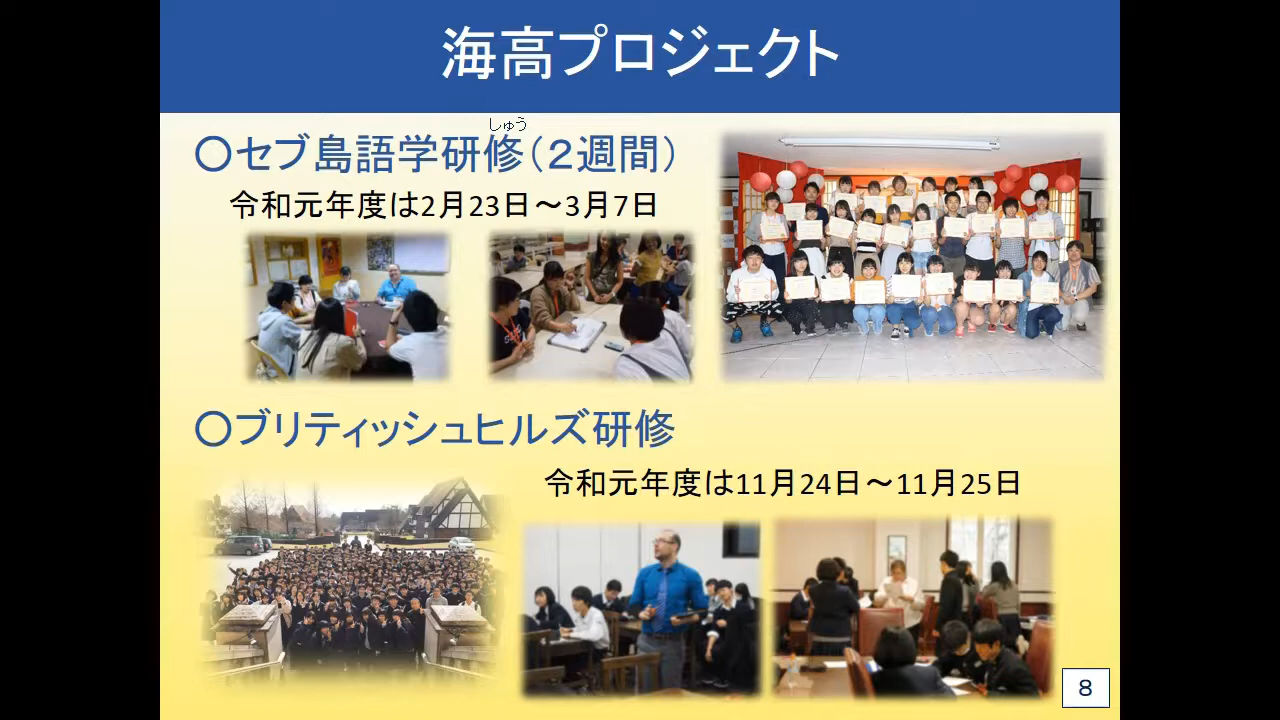 海高プロジェクト
しゅう
〇セブ島語学研修（２週間）
令和元年度は2月23日～3月7日
〇ブリティッシュヒルズ研修
令和元年度は11月24日～11月25日
8